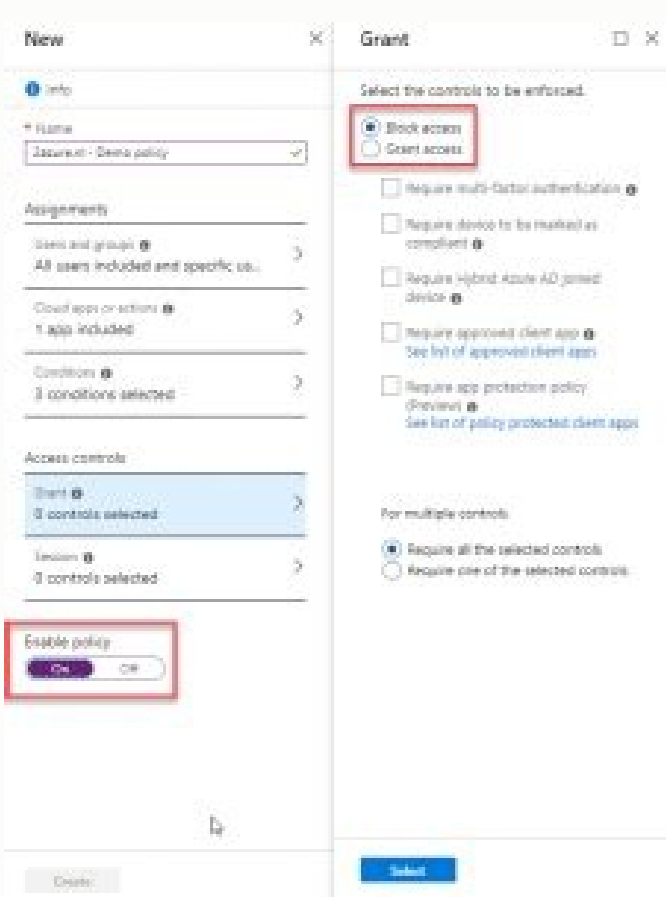 New
Info
* Name
- Demo policy
Assignments
Users and groups
All users included and specific us...
Cloud apps or actions
1 app included
Conditions
3 conditions selected
Access controls
Grant
0 controls selected
Session
0 controls selected
Enable policy
On Off
Create
Grant
Select the controls to be enforced.
Block access
Grant access
Require multi-factor authentication
Require device to be marked as
compliant
Require Hybrid Azure AD joined
device
Require approved client app
See list of approved client apps
Require app protection policy
(Preview)
See list of policy protected client apps
For multiple controls
Require all the selected controls
Require one of the selected controls
Select